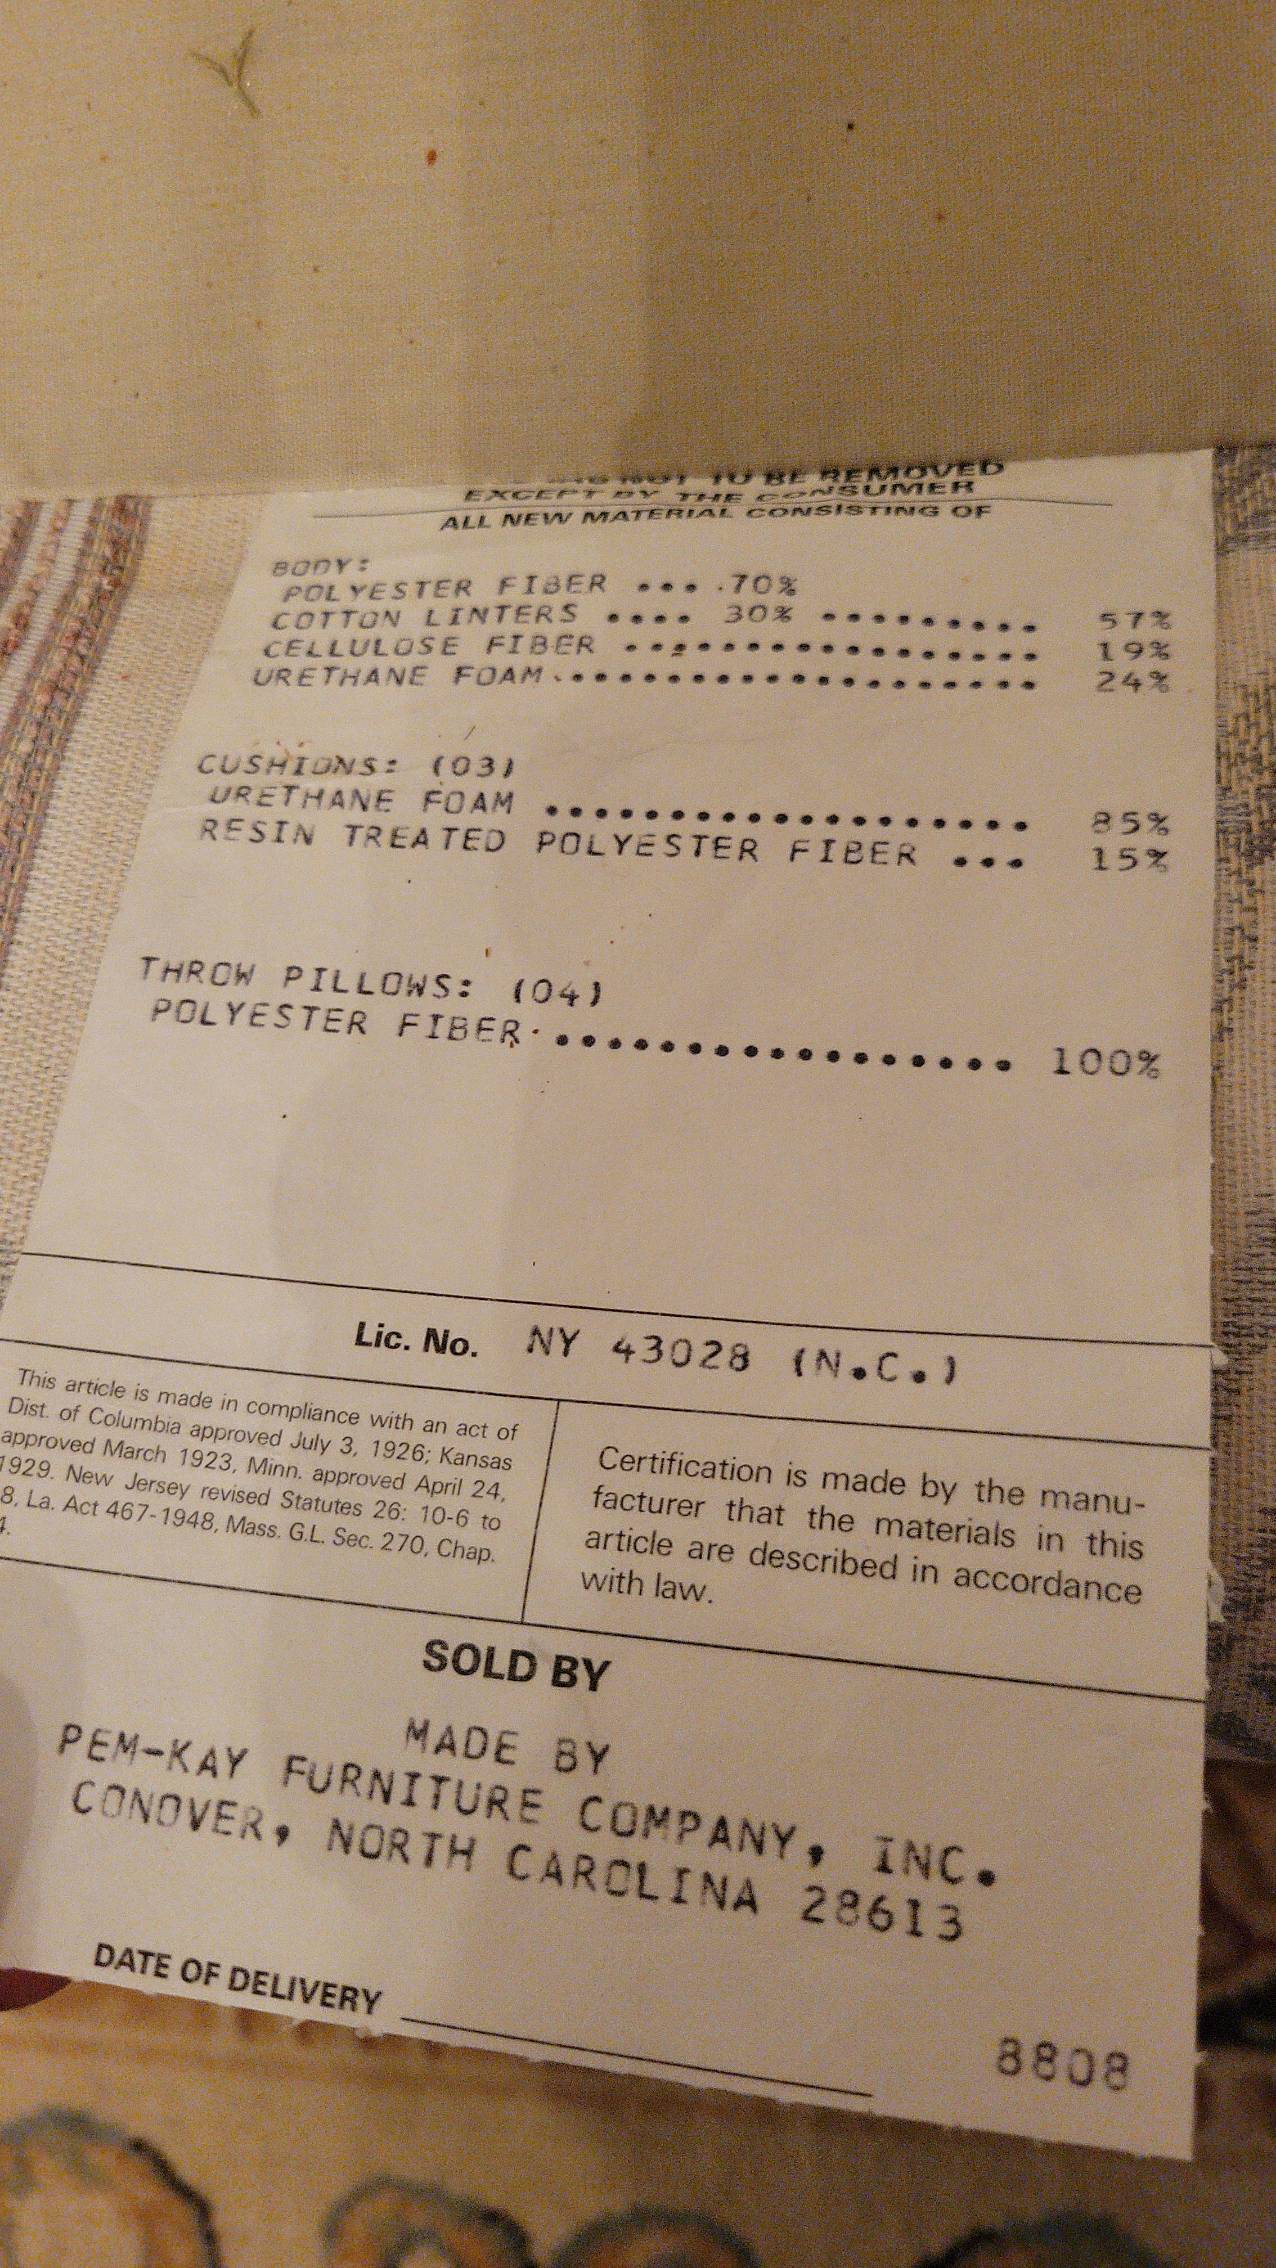 NOT TO BE REMOVED
EXCEPT BY THE CONSUMER
ALL NEW MATERIAL CONSISTING OF
BODY:
POLYESTER FIBER ... .70%
COTTON LINTERS .... 30% ......... 57%
CELLULOSE FIBER ................ 19%
URETHANE FOAM.................... 24%
CUSHIONS: (03)
URETHANE FOAM .................... 85%
RESIN TREATED POLYESTER FIBER ... 15%
THROW PILLOWS: (04)
POLYESTER FIBER.................. 100%
Lic. No. NY 43028 (N.C.)
This article is made in compliance with an act of
Dist. of Columbia approved July 3, 1926; Kansas
approved March 1923, Minn. approved April 24,
1929. New Jersey revised Statutes 26: 10-6 to
8, La. Act 467-1948, Mass. G.L. Sec. 270, Chap.
4.
Certification is made by the manu-
facturer that the materials in this
article are described in accordance
with law.
SOLD BY
MADE BY
PEM-KAY FURNITURE COMPANY, INC.
CONOVER, NORTH CAROLINA 28613
DATE OF DELIVERY
8808